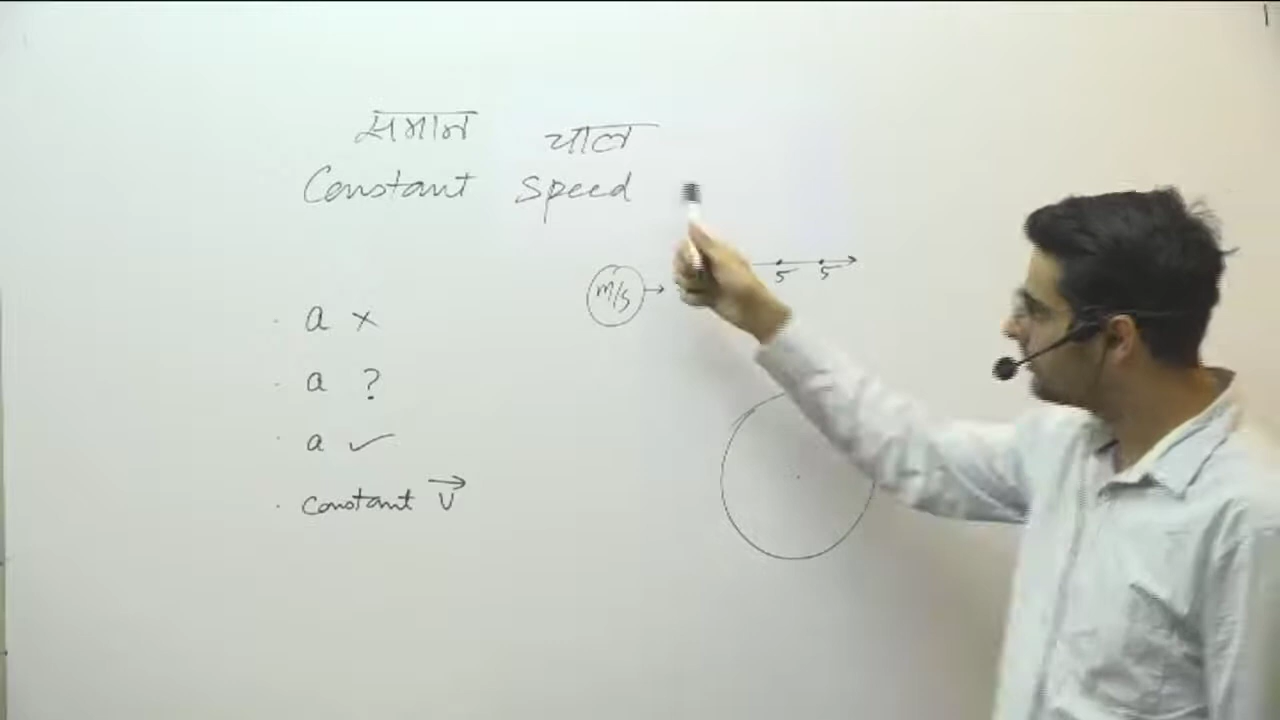 समान चाल
Constant Speed
m/s → 5 5
a ×
a ?
a ✓
constant v⃗